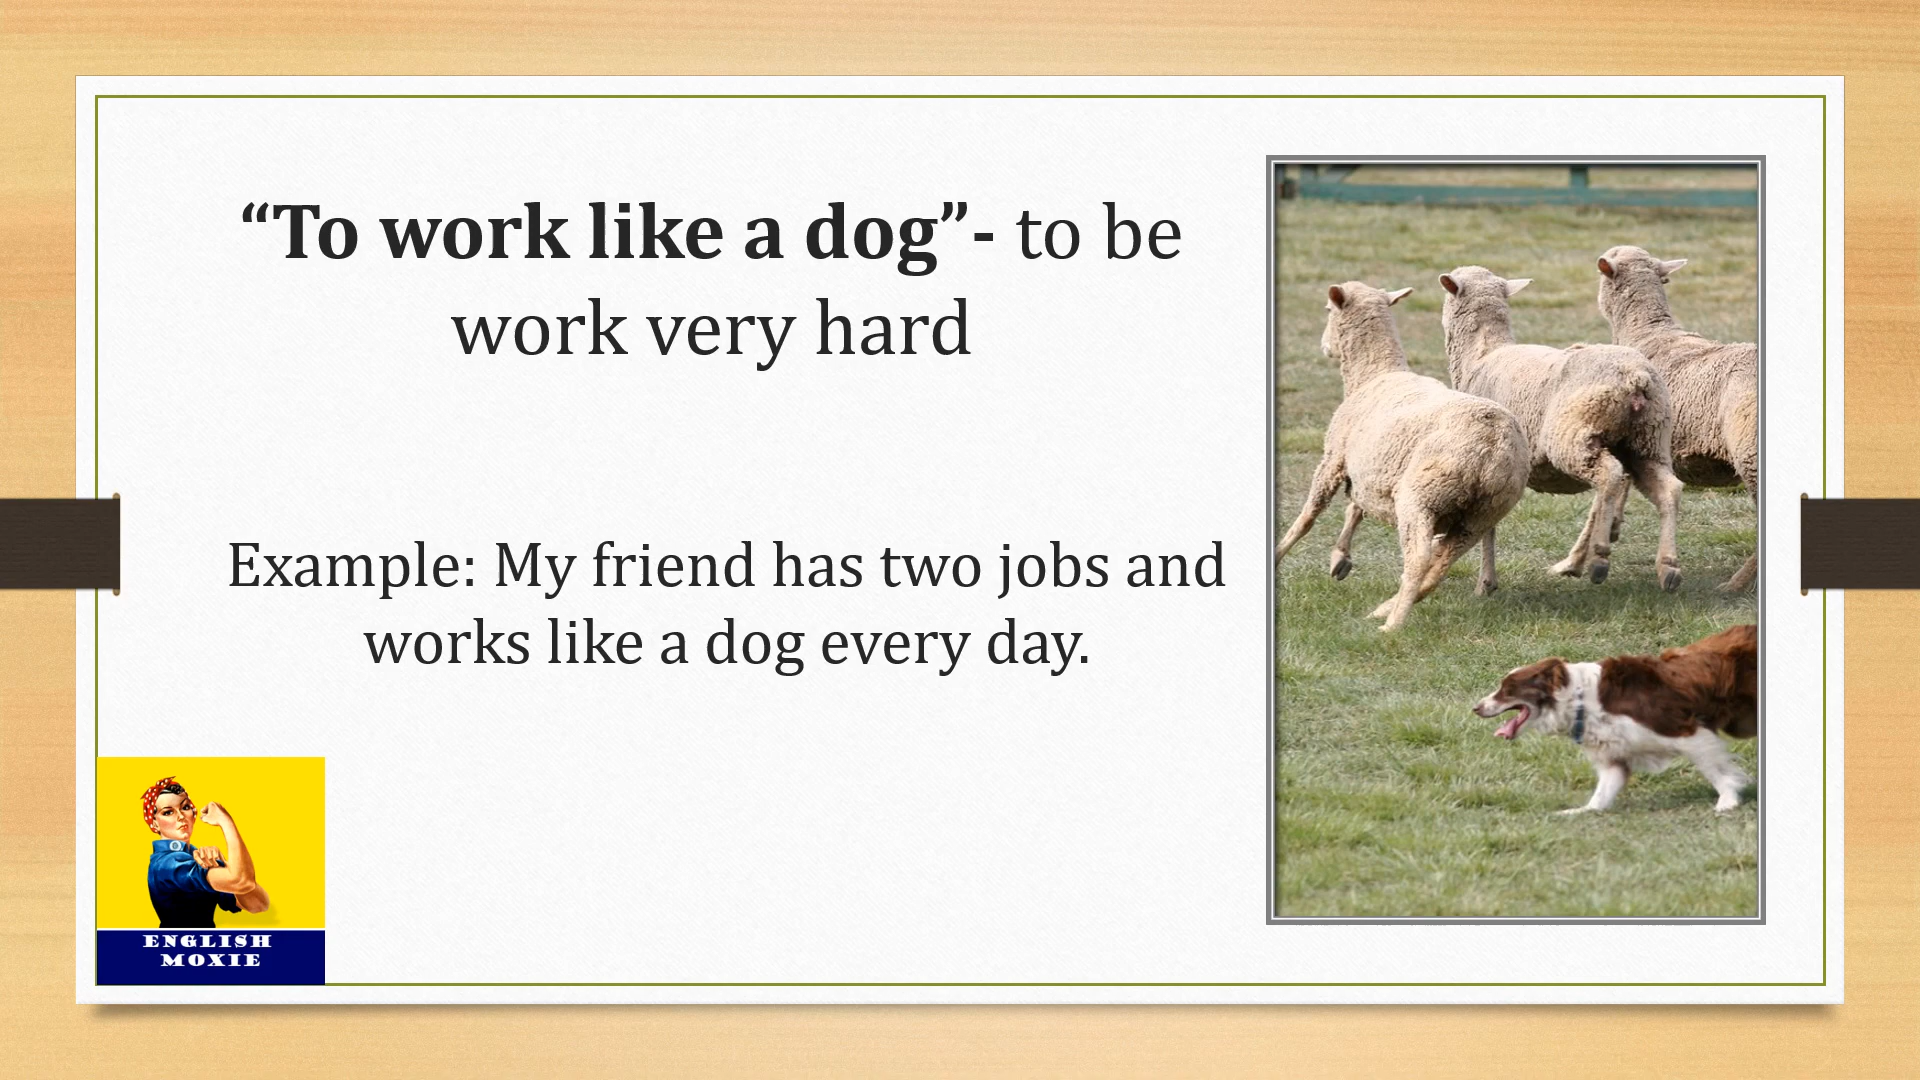 “To work like a dog”- to be
work very hard
Example: My friend has two jobs and
works like a dog every day.
ENGLISH
MOXIE